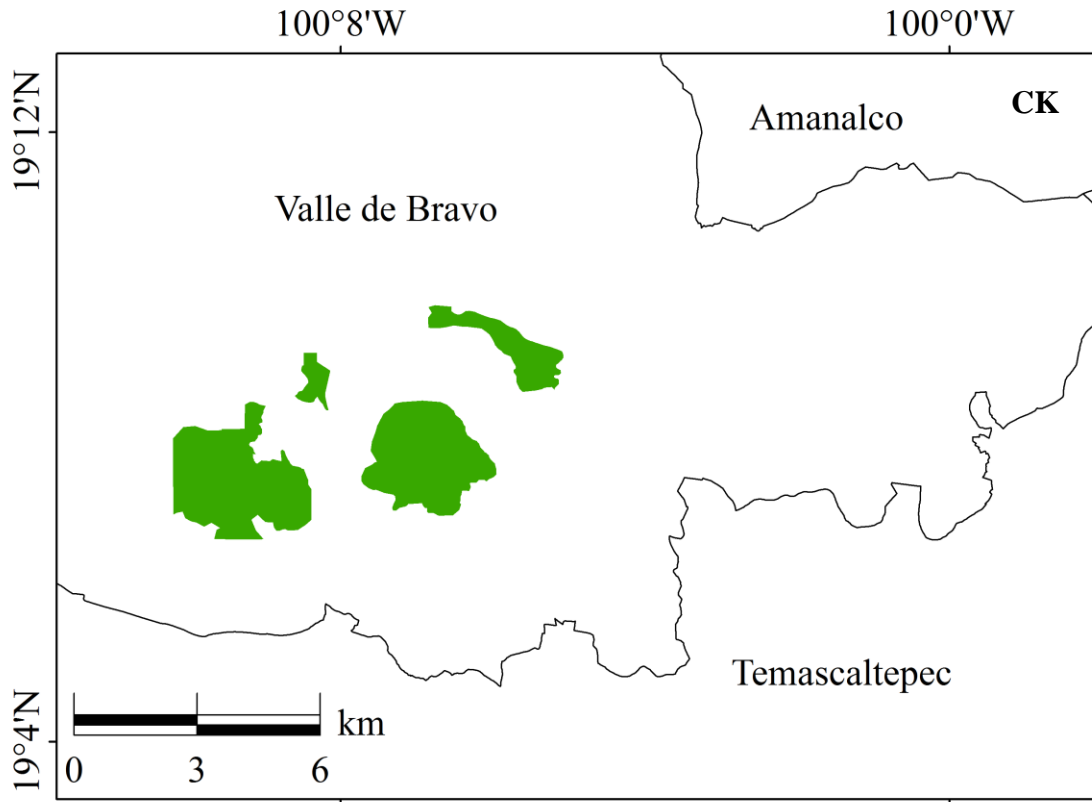 100°8'W
100°0'W
19°12'N
Amanalco
CK
Valle de Bravo
Temascaltepec
19°4'N
km
0 3 6